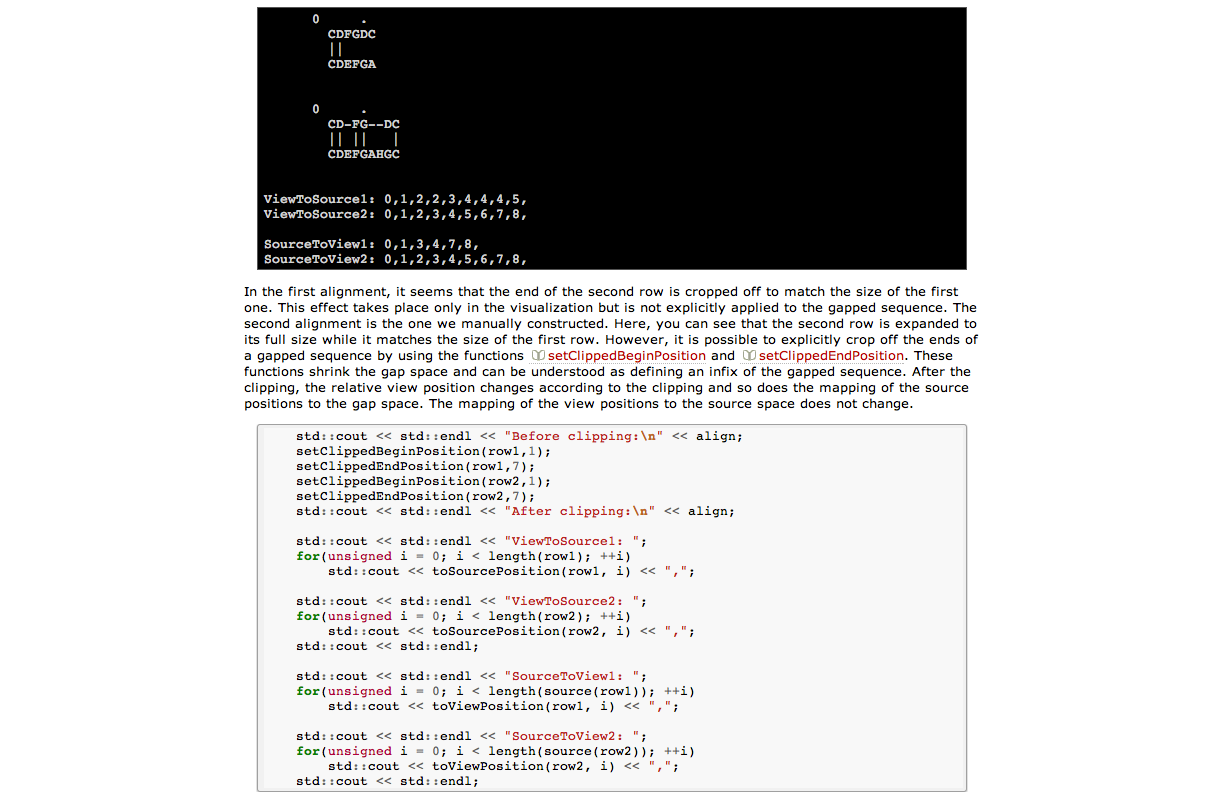 0     .
CDFGDC
||
CDEFGA
0     .
CD-FG--DC
|| ||   |
CDEFGAHGC
ViewToSource1: 0,1,2,2,3,4,4,4,5,
ViewToSource2: 0,1,2,3,4,5,6,7,8,
SourceToView1: 0,1,3,4,7,8,
SourceToView2: 0,1,2,3,4,5,6,7,8,
In the first alignment, it seems that the end of the second row is cropped off to match the size of the first
one. This effect takes place only in the visualization but is not explicitly applied to the gapped sequence. The
second alignment is the one we manually constructed. Here, you can see that the second row is expanded to
its full size while it matches the size of the first row. However, it is possible to explicitly crop off the ends of
a gapped sequence by using the functions setClippedBeginPosition and setClippedEndPosition. These
functions shrink the gap space and can be understood as defining an infix of the gapped sequence. After the
clipping, the relative view position changes according to the clipping and so does the mapping of the source
positions to the gap space. The mapping of the view positions to the source space does not change.
std::cout << std::endl << "Before clipping:\n" << align;
setClippedBeginPosition(row1,1);
setClippedEndPosition(row1,7);
setClippedBeginPosition(row2,1);
setClippedEndPosition(row2,7);
std::cout << std::endl << "After clipping:\n" << align;
std::cout << std::endl << "ViewToSource1: ";
for(unsigned i = 0; i < length(row1); ++i)
std::cout << toSourcePosition(row1, i) << ",";
std::cout << std::endl << "ViewToSource2: ";
for(unsigned i = 0; i < length(row2); ++i)
std::cout << toSourcePosition(row2, i) << ",";
std::cout << std::endl;
std::cout << std::endl << "SourceToView1: ";
for(unsigned i = 0; i < length(source(row1)); ++i)
std::cout << toViewPosition(row1, i) << ",";
std::cout << std::endl << "SourceToView2: ";
for(unsigned i = 0; i < length(source(row2)); ++i)
std::cout << toViewPosition(row2, i) << ",";
std::cout << std::endl;